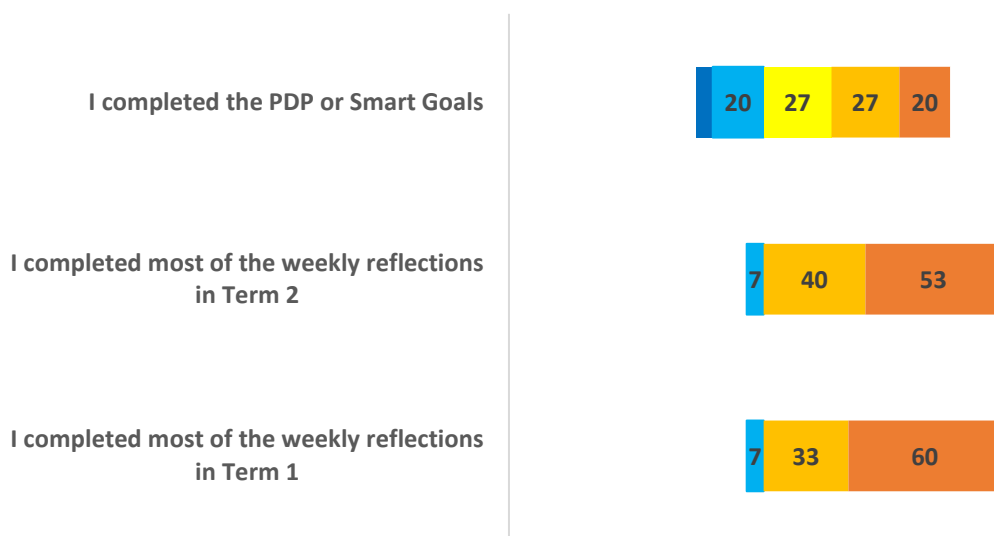 I completed the PDP or Smart Goals
20 27 27 20
I completed most of the weekly reflections
in Term 2
7 40 53
I completed most of the weekly reflections
in Term 1
7 33 60